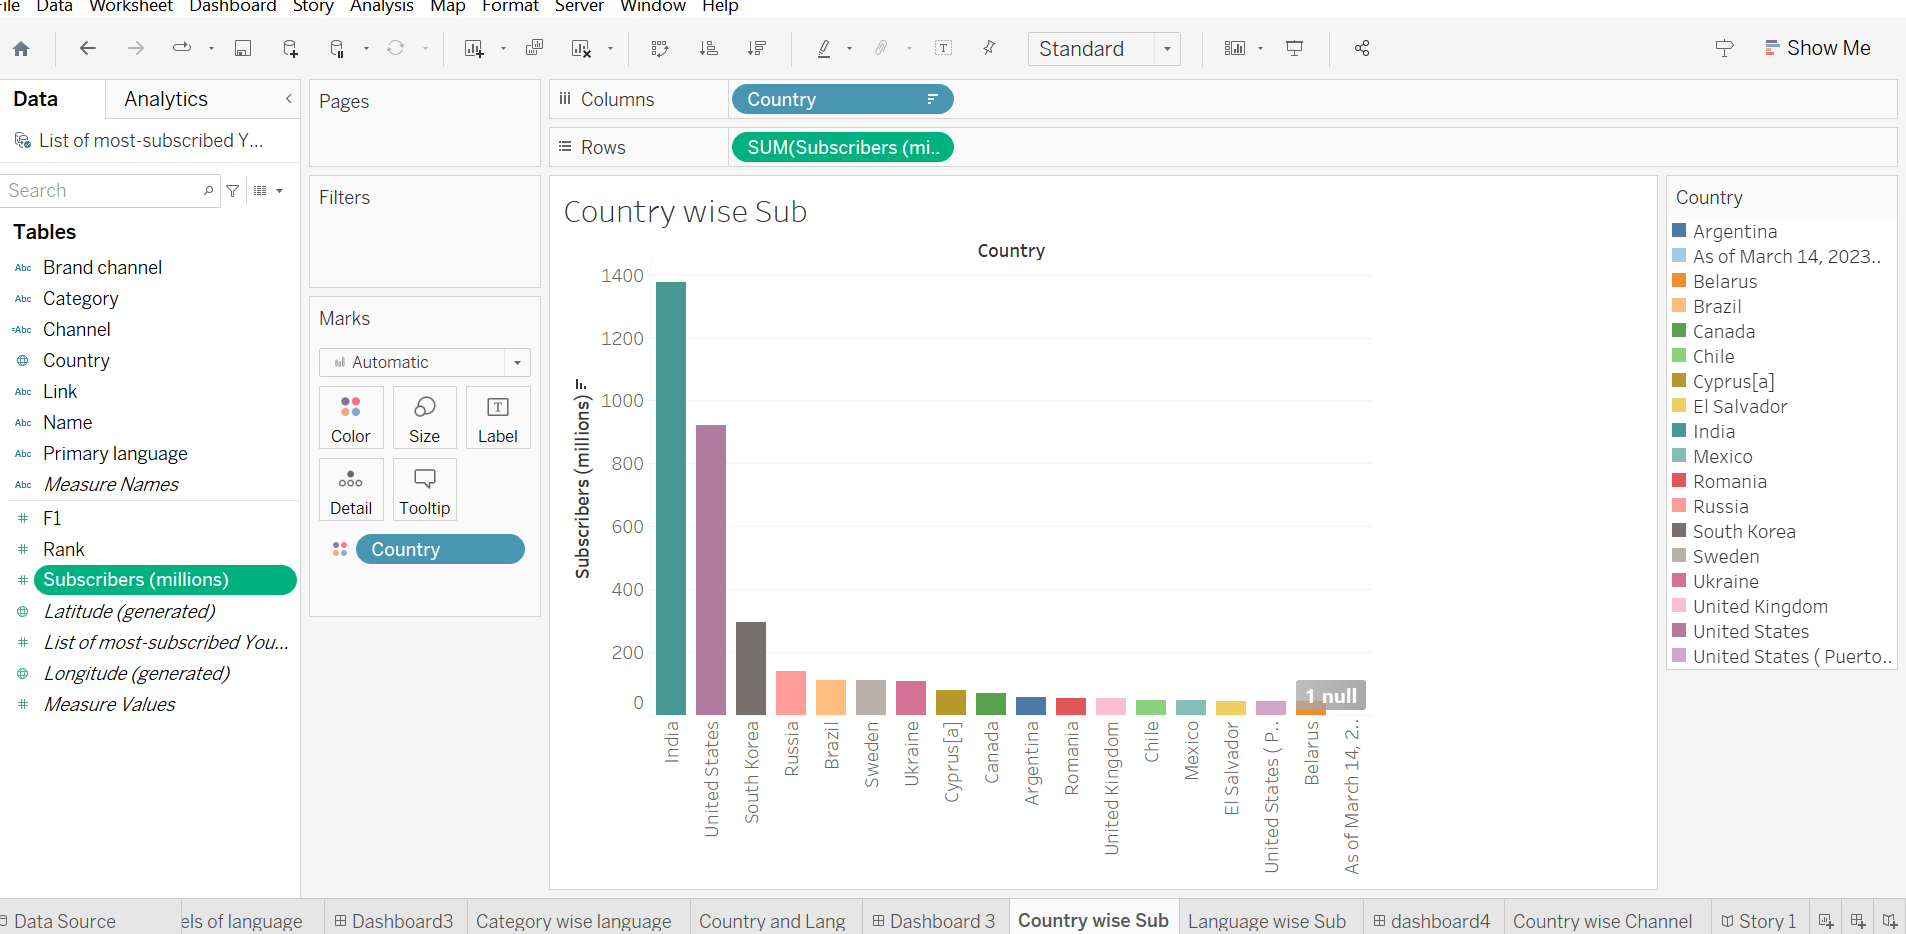 ile Data Worksheet Dashboard Story Analysis Map Format Server Window Help
Standard
Show Me
Data
Analytics
List of most-subscribed Y...
Search
Tables
Abc Brand channel
Abc Category
=Abc Channel
Country
Abc Link
Abc Name
Abc Primary language
Abc Measure Names
# F1
# Rank
# Subscribers (millions)
Latitude (generated)
# List of most-subscribed You...
Longitude (generated)
# Measure Values
Pages
Filters
Marks
Automatic
Color
Size
Label
Detail
Tooltip
Country
Columns
Country
Rows
SUM(Subscribers (mi..
Country wise Sub
Country
Subscribers (millions)
1400
1200
1000
800
600
400
200
0
1 null
India
United States
South Korea
Russia
Brazil
Sweden
Ukraine
Cyprus[a]
Canada
Argentina
Romania
United Kingdom
Chile
Mexico
El Salvador
United States ( P..
Belarus
As of March 14, 2..
Country
Argentina
As of March 14, 2023..
Belarus
Brazil
Canada
Chile
Cyprus[a]
El Salvador
India
Mexico
Romania
Russia
South Korea
Sweden
Ukraine
United Kingdom
United States
United States ( Puerto..
Data Source
els of language
Dashboard3
Category wise language
Country and Lang
Dashboard 3
Country wise Sub
Language wise Sub
dashboard4
Country wise Channel
Story 1